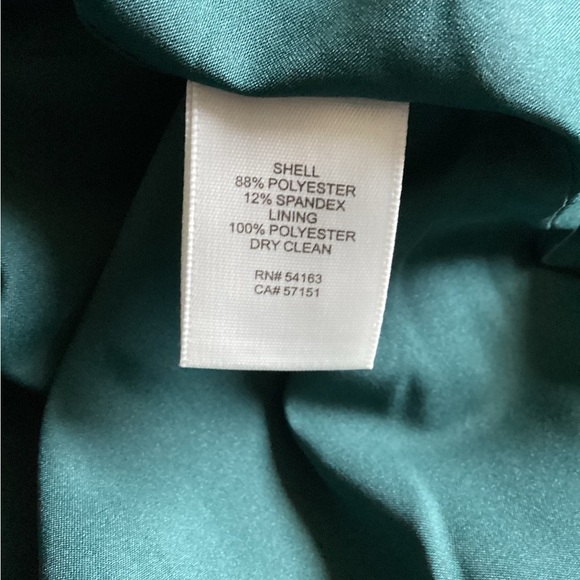 SHELL
88% POLYESTER
12% SPANDEX
LINING
100% POLYESTER
DRY CLEAN
RN# 54163
CA# 57151